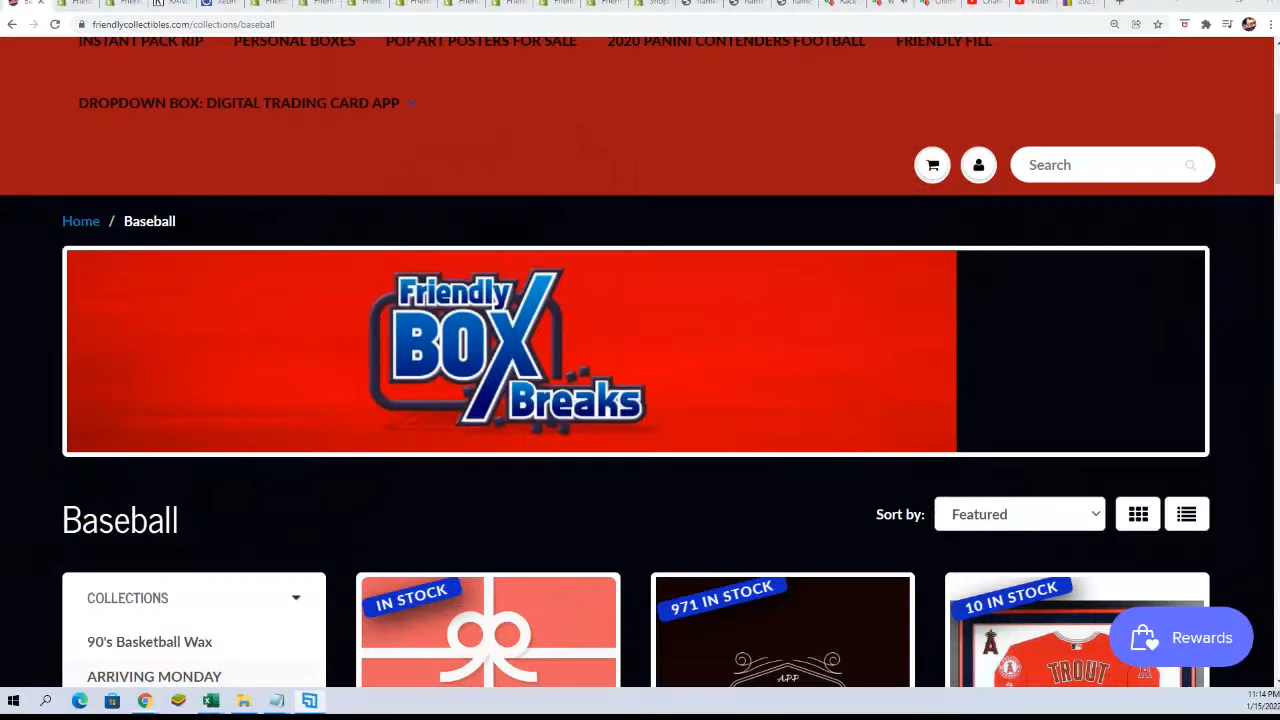 friendlycollectibles.com/collections/baseball
INSTANT PACK RIP PERSONAL BOXES POP ART POSTERS FOR SALE 2020 PANINI CONTENDERS FOOTBALL FRIENDLY FILL
DROPDOWN BOX: DIGITAL TRADING CARD APP
Search
Home / Baseball
Friendly
BOX
Breaks
Baseball
Sort by: Featured
COLLECTIONS
90's Basketball Wax
ARRIVING MONDAY
IN STOCK
971 IN STOCK
APP
10 IN STOCK
TROUT
Rewards
11:14 PM